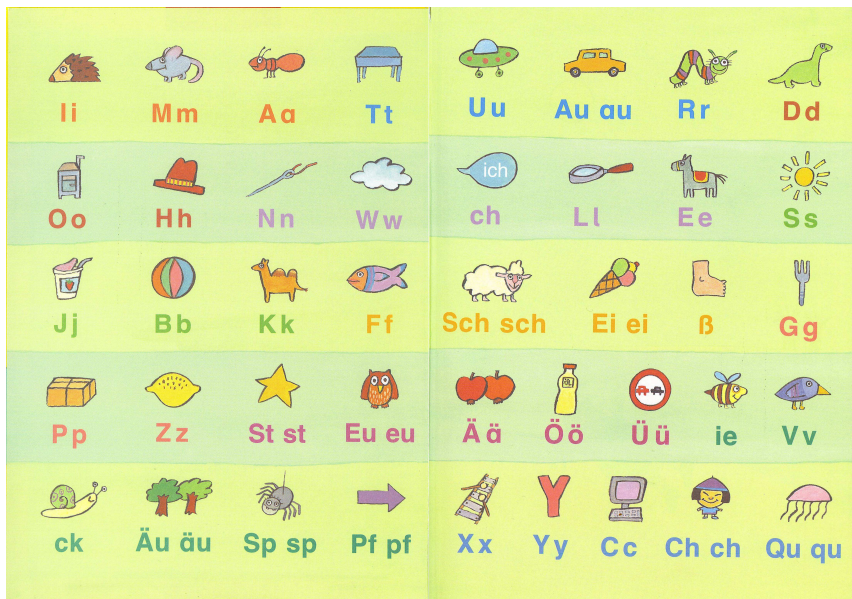 Ii Mm Aa Tt Uu Au au Rr Dd
ich
Oo Hh Nn Ww ch Ll Ee Ss
Jj Bb Kk Ff Sch sch Ei ei ß Gg
ÖL
Pp Zz St st Eu eu Ää Öö Üü ie Vv
Y
ck Äu äu Sp sp Pf pf Xx Yy Cc Ch ch Qu qu